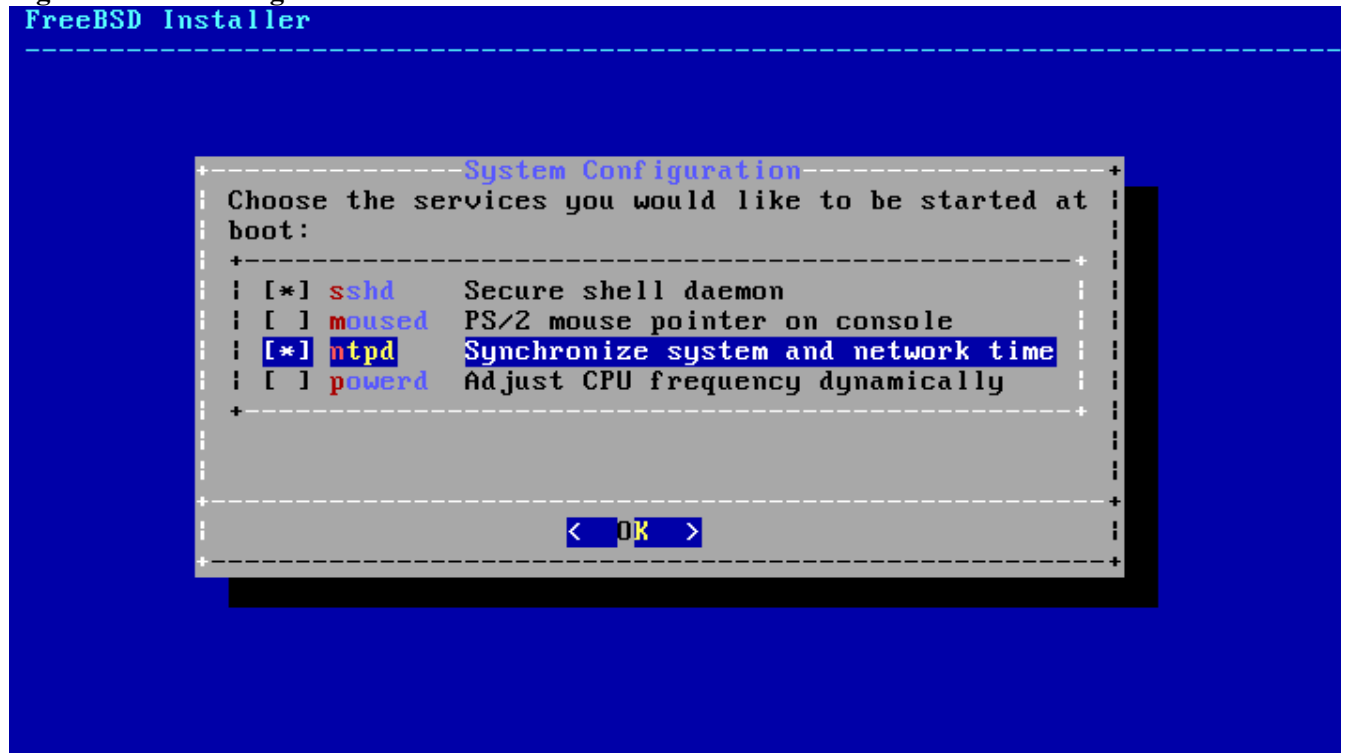 FreeBSD Installer
System Configuration
Choose the services you would like to be started at
boot:
[*] sshd Secure shell daemon
[ ] moused PS/2 mouse pointer on console
[*] ntpd Synchronize system and network time
[ ] powerd Adjust CPU frequency dynamically
< OK >